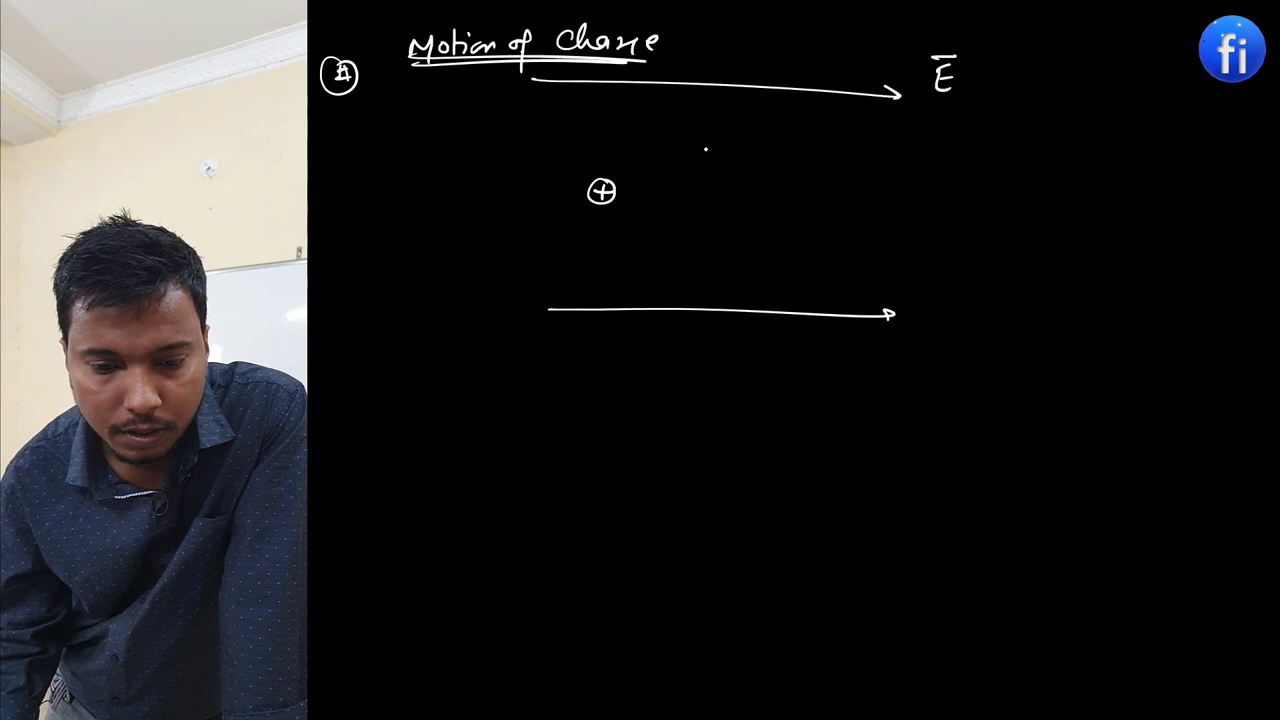 Motion of Charge
#
E̅
+
fi